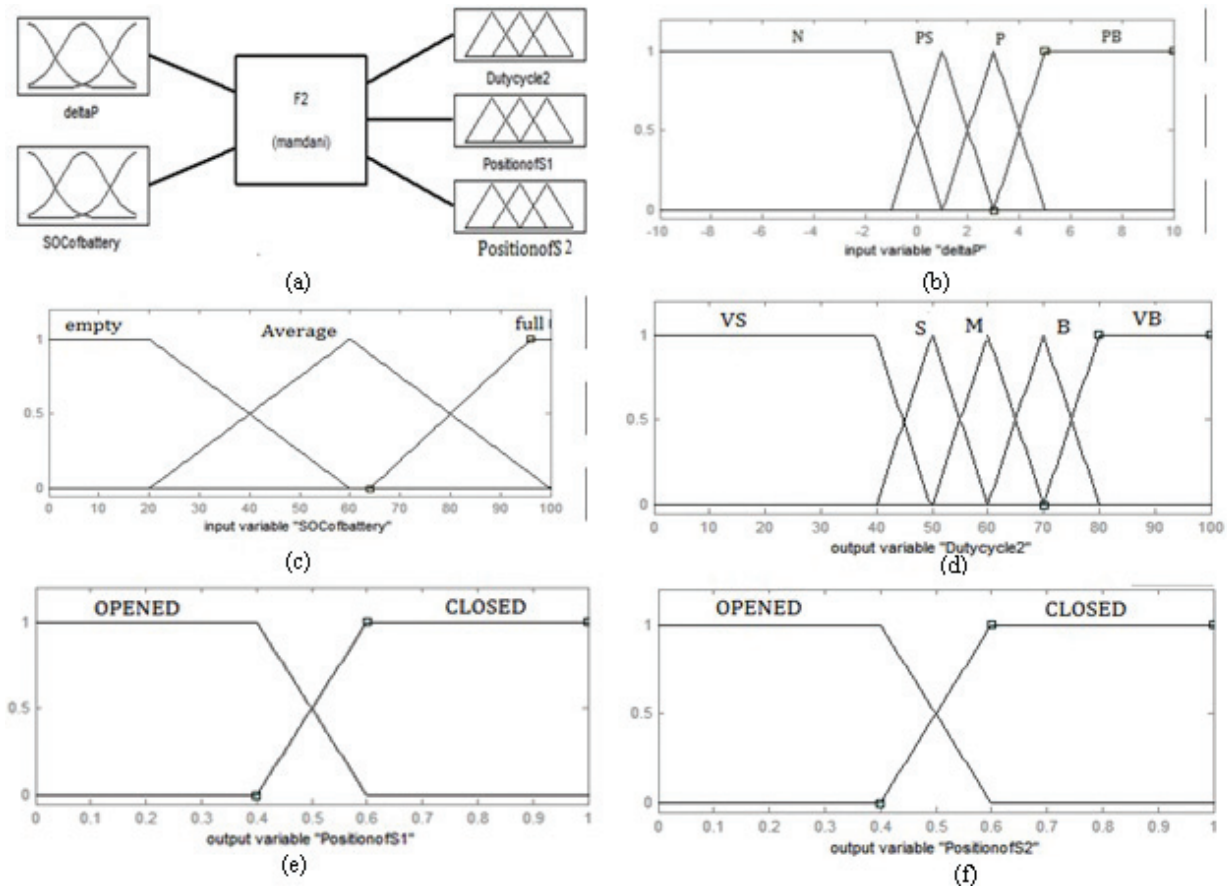 deltaP
SOCofbattery
F2
(mamdani)
Dutycycle2
PositionofS1
PositionofS 2
(a)
N PS P PB
1
0.5
0
-10 -8 -6 -4 -2 0 2 4 6 8 10
input variable "deltaP"
(b)
empty Average full
1
0.5
0
0 10 20 30 40 50 60 70 80 90 100
input variable "SOCofbattery"
(c)
VS S M B VB
1
0.5
0
0 10 20 30 40 50 60 70 80 90 100
output variable "Dutycycle2"
(d)
OPENED CLOSED
1
0.5
0
0 0.1 0.2 0.3 0.4 0.5 0.6 0.7 0.8 0.9 1
output variable "PositionofS1"
(e)
OPENED CLOSED
1
0.5
0
0 0.1 0.2 0.3 0.4 0.5 0.6 0.7 0.8 0.9 1
output variable "PositionofS2"
(f)